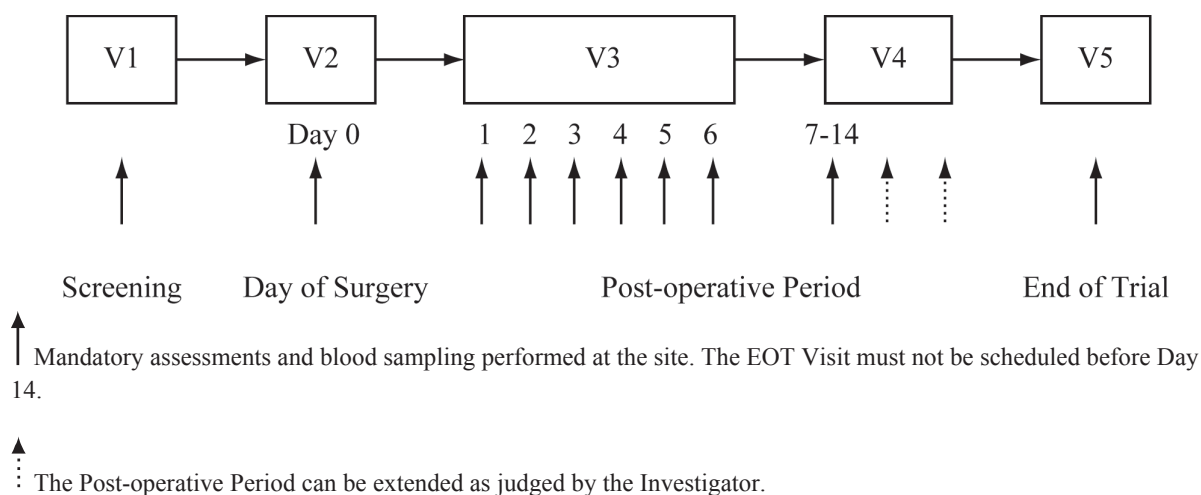 V1 V2 V3 V4 V5
Day 0 1 2 3 4 5 6 7-14
Screening Day of Surgery Post-operative Period End of Trial
Mandatory assessments and blood sampling performed at the site. The EOT Visit must not be scheduled before Day
14.
The Post-operative Period can be extended as judged by the Investigator.